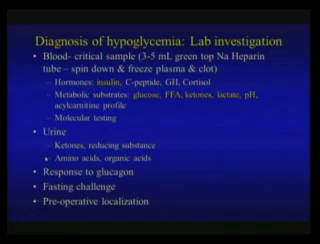 Diagnosis of hypoglycemia: Lab investigation
• Blood- critical sample (3-5 mL green top Na Heparin
tube – spin down & freeze plasma & clot)
– Hormones: insulin, C-peptide, GH, Cortisol
– Metabolic substrates: glucose, FFA, ketones, lactate, pH,
acylcarnitine profile
– Molecular testing
• Urine
– Ketones, reducing substance
– Amino acids, organic acids
• Response to glucagon
• Fasting challenge
• Pre-operative localization